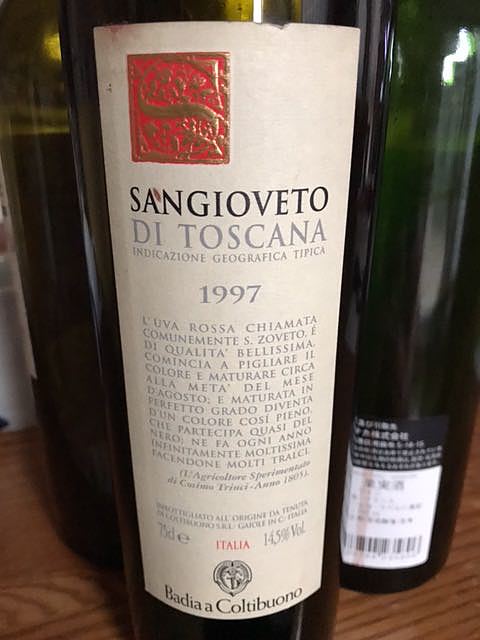 SANGIOVETO
DI TOSCANA
INDICAZIONE GEOGRAFICA TIPICA
1997
L'UVA ROSSA CHIAMATA
COMUNEMENTE S. ZOVETO, È
DI QUALITA' BELLISSIMA,
COMINCIA A PIGLIARE IL
COLORE E MATURARE CIRCA
ALLA META' DEL MESE
D'AGOSTO; E MATURATA IN
PERFETTO GRADO DIVENTA
D'UN COLORE COSÌ PIENO,
CHE PARTECIPA QUASI DEL
NERO; NE FA OGNI ANNO
INFINITAMENTE MOLTISSIMA
FACENDONE MOLTI TRALCI.
(L'Agricoltore Sperimentato
di Cosimo Trinci - Anno 1805).
IMBOTTIGLIATO ALL'ORIGINE DA TENUTA
DI COLTIBUONO S.R.L. GAIOLE IN C. ITALIA
75cl e ITALIA 14,5% Vol.
Badia a Coltibuono
果実酒